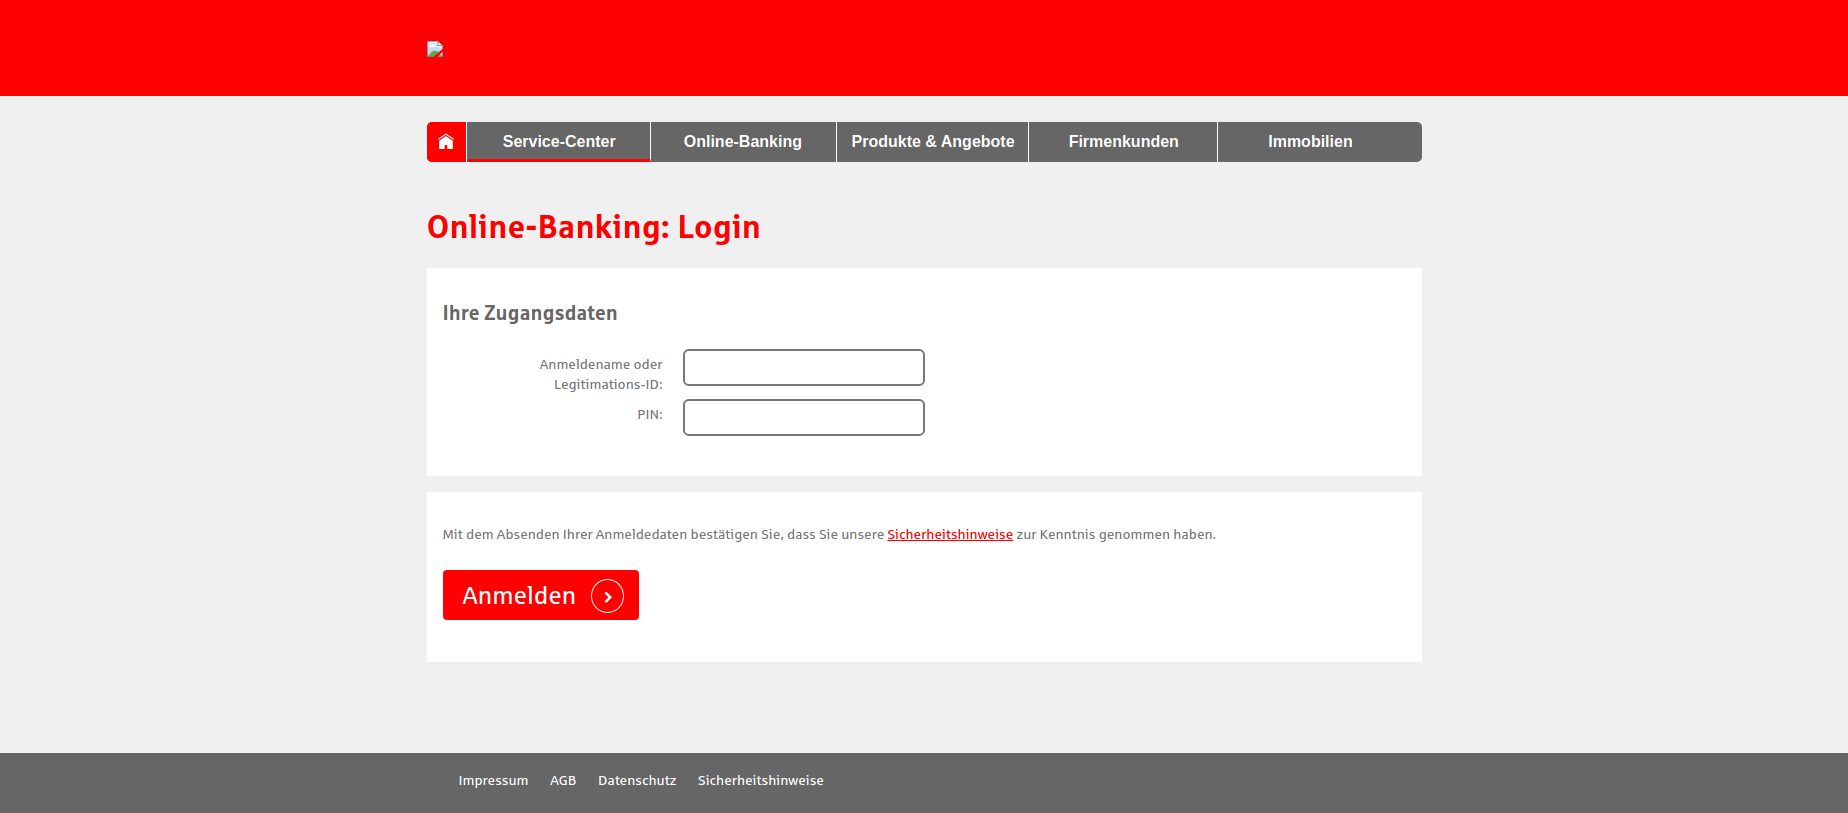 Service-Center Online-Banking Produkte & Angebote Firmenkunden Immobilien
Online-Banking: Login
Ihre Zugangsdaten
Anmeldename oder
Legitimations-ID:
PIN:
Mit dem Absenden Ihrer Anmeldedaten bestätigen Sie, dass Sie unsere Sicherheitshinweise zur Kenntnis genommen haben.
Anmelden
Impressum AGB Datenschutz Sicherheitshinweise